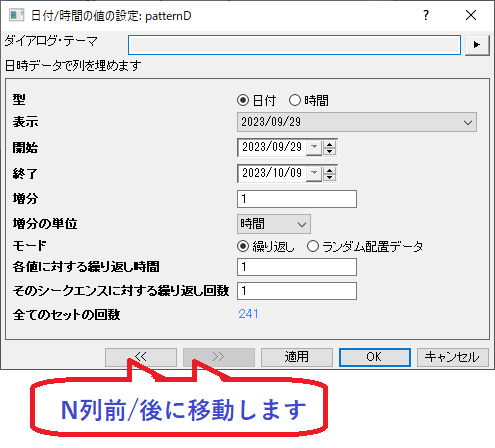 日付/時間の値の設定: patternD
ダイアログ・テーマ
日時データで列を埋めます
型 日付 時間
表示 2023/09/29
開始 2023/09/29
終了 2023/10/09
増分 1
増分の単位 時間
モード 繰り返し ランダム配置データ
各値に対する繰り返し時間 1
そのシークエンスに対する繰り返し回数 1
全てのセットの回数 241
<< >> 適用 OK キャンセル
N列前/後に移動します